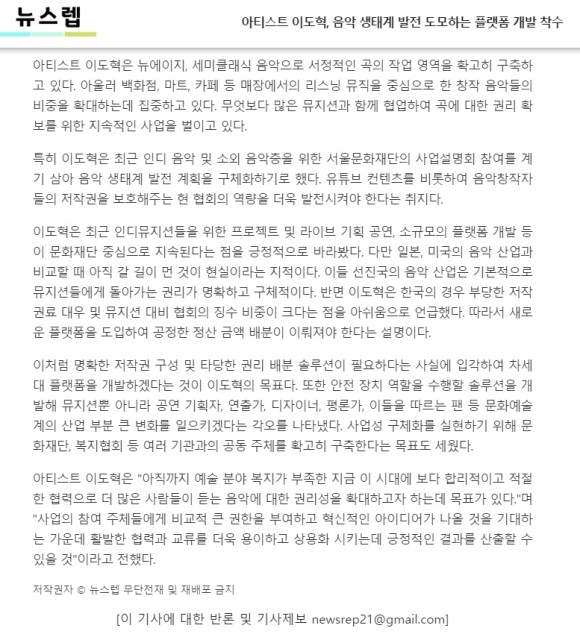 뉴스렙
아티스트 이도혁, 음악 생태계 발전 도모하는 플랫폼 개발 착수
아티스트 이도혁은 뉴에이지, 세미클래식 음악으로 서정적인 곡의 작업 영역을 확고히 구축하
고 있다. 아울러 백화점, 마트, 카페 등 매장에서의 리스닝 뮤직을 중심으로 한 창작 음악들의
비중을 확대하는데 집중하고 있다. 무엇보다 많은 뮤지션과 함께 협업하여 곡에 대한 권리 확
보를 위한 지속적인 사업을 벌이고 있다.
특히 이도혁은 최근 인디 음악 및 소외 음악증을 위한 서울문화재단의 사업설명회 참여를 계
기 삼아 음악 생태계 발전 계획을 구체화하기로 했다. 유튜브 컨텐츠를 비롯하여 음악창작자
들의 저작권을 보호해주는 현 협회의 역량을 더욱 발전시켜야 한다는 취지다.
이도혁은 최근 인디뮤지션들을 위한 프로젝트 및 라이브 기획 공연, 소규모의 플랫폼 개발 등
이 문화재단 중심으로 지속된다는 점을 긍정적으로 바라봤다. 다만 일본, 미국의 음악 산업과
비교할 때 아직 갈 길이 먼 것이 현실이라는 지적이다. 이들 선진국의 음악 산업은 기본적으로
뮤지션들에게 돌아가는 권리가 명확하고 구체적이다. 반면 이도혁은 한국의 경우 부당한 저작
권료 대우 및 뮤지션 대비 협회의 징수 비중이 크다는 점을 아쉬움으로 언급했다. 따라서 새로
운 플랫폼을 도입하여 공정한 정산 금액 배분이 이뤄져야 한다는 설명이다.
이처럼 명확한 저작권 구성 및 타당한 권리 배분 솔루션이 필요하다는 사실에 입각하여 차세
대 플랫폼을 개발하겠다는 것이 이도혁의 목표다. 또한 안전 장치 역할을 수행할 솔루션을 개
발해 뮤지션뿐 아니라 공연 기획자, 연출가, 디자이너, 평론가, 이들을 따르는 팬 등 문화예술
계의 산업 부분 큰 변화를 일으키겠다는 각오를 나타냈다. 사업성 구체화를 실현하기 위해 문
화재단, 복지협회 등 여러 기관과의 공동 주체를 확고히 구축한다는 목표도 세웠다.
아티스트 이도혁은 "아직까지 예술 분야 복지가 부족한 지금 이 시대에 보다 합리적이고 적절
한 협력으로 더 많은 사람들이 듣는 음악에 대한 권리성을 확대하고자 하는데 목표가 있다."며
"사업의 참여 주체들에게 비교적 큰 권한을 부여하고 혁신적인 아이디어가 나올 것을 기대하
는 가운데 활발한 협력과 교류를 더욱 용이하고 상용화 시키는데 긍정적인 결과를 산출할 수
있을 것"이라고 전했다.
저작권자 © 뉴스렙 무단전재 및 재배포 금지
[이 기사에 대한 반론 및 기사제보 newsrep21@gmail.com]